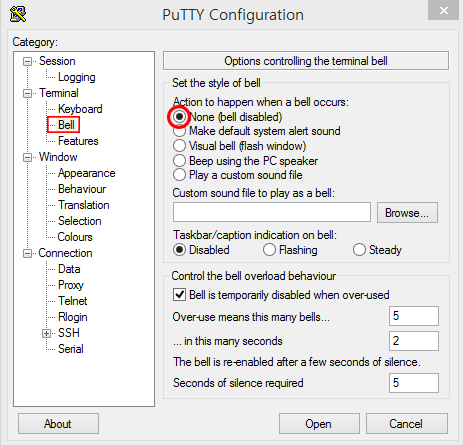 PuTTY Configuration
Category:
Session
Logging
Terminal
Keyboard
Bell
Features
Window
Appearance
Behaviour
Translation
Selection
Colours
Connection
Data
Proxy
Telnet
Rlogin
SSH
Serial
Options controlling the terminal bell
Set the style of bell
Action to happen when a bell occurs:
None (bell disabled)
Make default system alert sound
Visual bell (flash window)
Beep using the PC speaker
Play a custom sound file
Custom sound file to play as a bell:
Browse...
Taskbar/caption indication on bell:
Disabled Flashing Steady
Control the bell overload behaviour
Bell is temporarily disabled when over-used
Over-use means this many bells... 5
... in this many seconds 2
The bell is re-enabled after a few seconds of silence.
Seconds of silence required 5
About Open Cancel